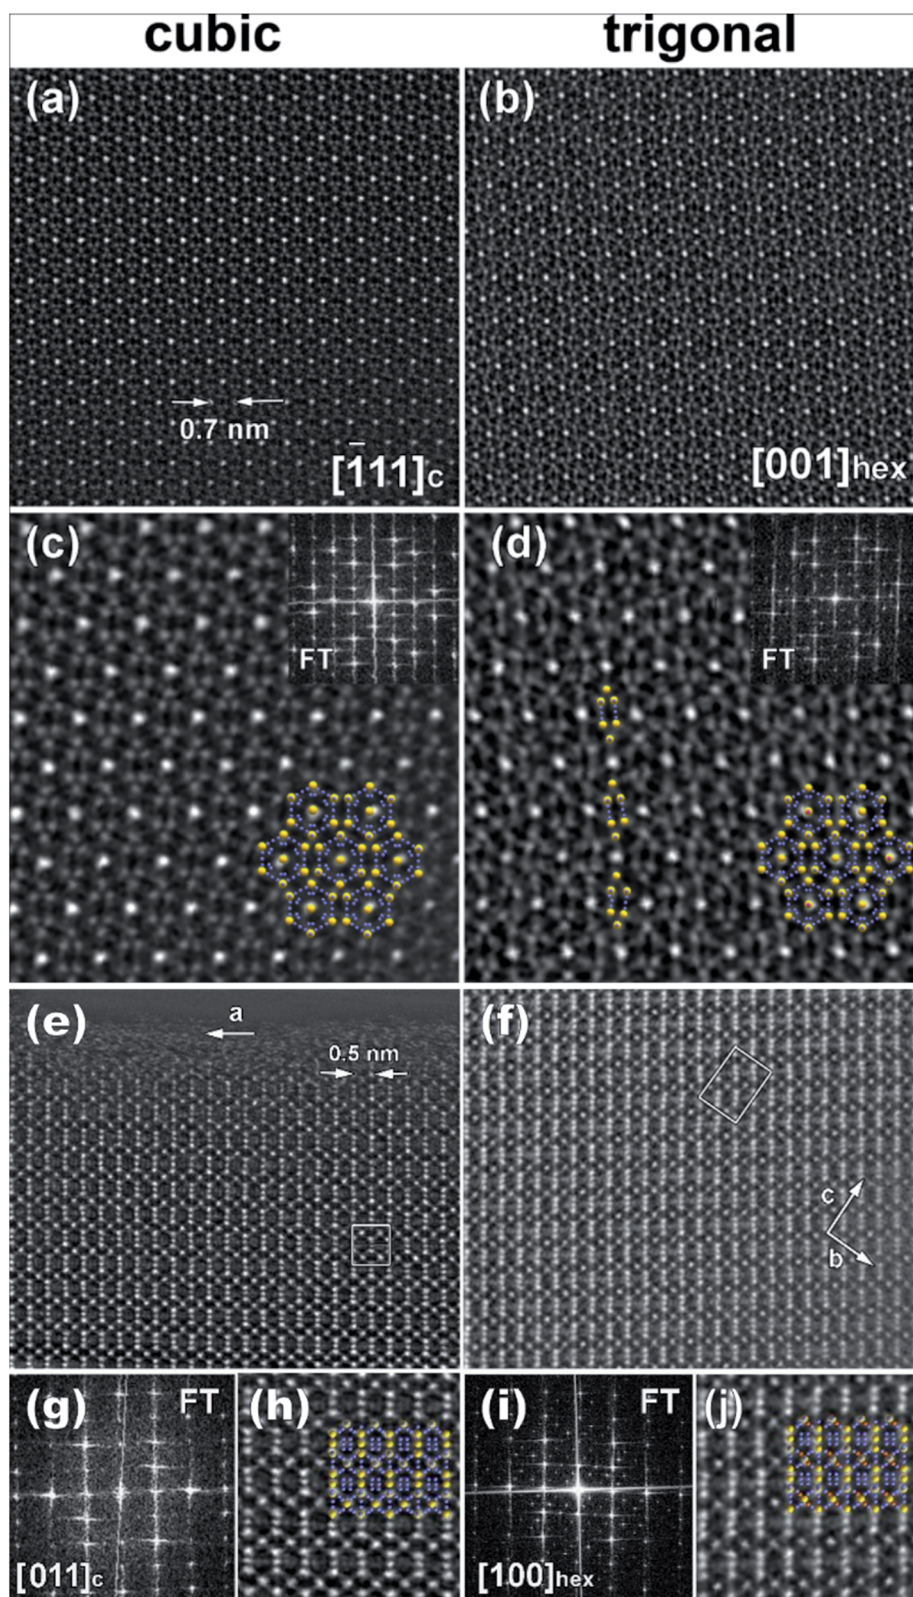 cubic
trigonal
(a)
(b)
0.7 nm
[1̅11]c
[001]hex
(c)
(d)
FT
FT
(e)
a
0.5 nm
(f)
c
b
(g)
FT
(h)
(i)
FT
(j)
[011]c
[100]hex